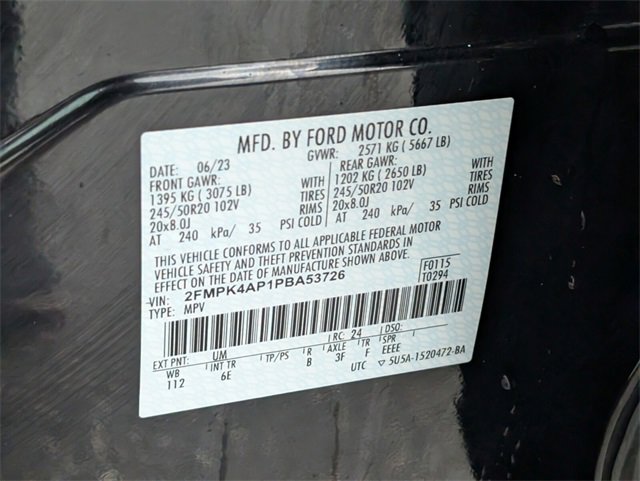 MFD. BY FORD MOTOR CO.
DATE: 06/23 GVWR: 2571 KG ( 5667 LB)
FRONT GAWR: REAR GAWR:
1395 KG ( 3075 LB) WITH 1202 KG ( 2650 LB) WITH
245/50R20 102V TIRES 245/50R20 102V TIRES
20x8.0J RIMS 20x8.0J RIMS
AT 240 kPa/ 35 PSI COLD AT 240 kPa/ 35 PSI COLD
THIS VEHICLE CONFORMS TO ALL APPLICABLE FEDERAL MOTOR
VEHICLE SAFETY AND THEFT PREVENTION STANDARDS IN
EFFECT ON THE DATE OF MANUFACTURE SHOWN ABOVE.
VIN: 2FMPK4AP1PBA53726 F0115
TYPE: MPV T0294
RC: 24 DSO:
EXT PNT: UM
WB INT TR TP/PS R AXLE TR SPR
112 6E B 3F F EEEE
UTC ▽ 5U5A-1520472-BA